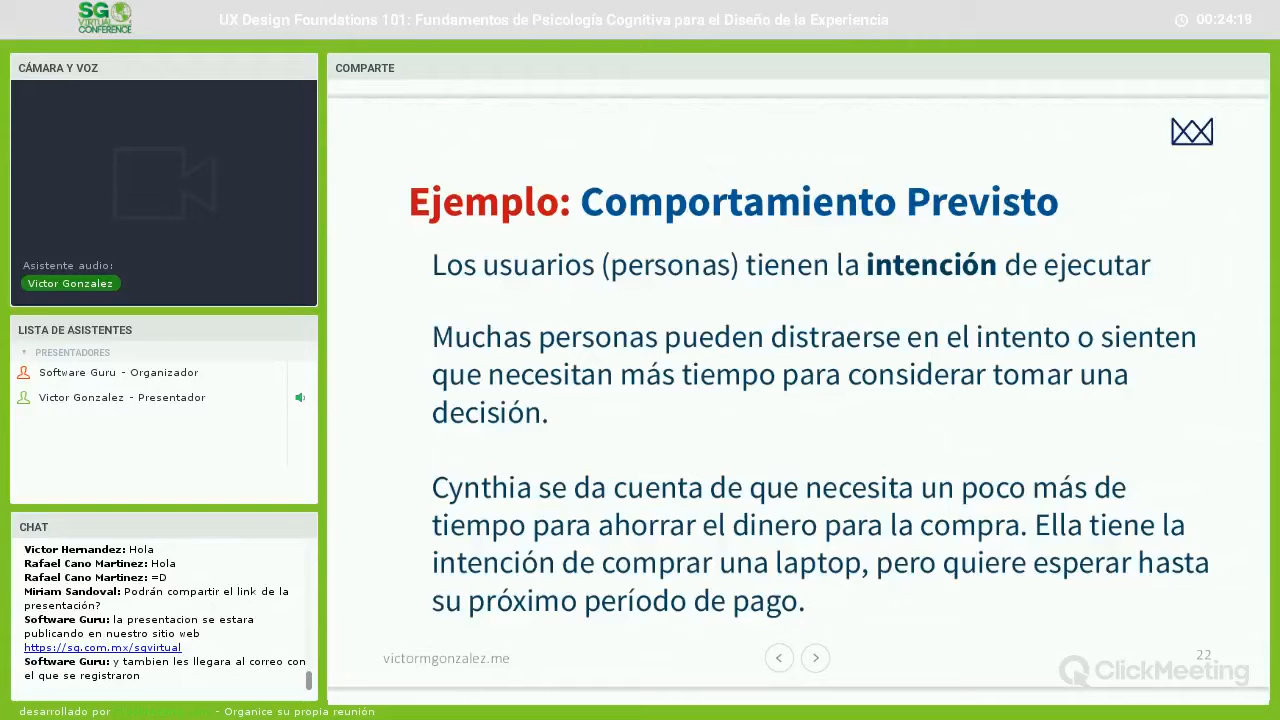 SG
VIRTUAL
CONFERENCE
UX Design Foundations 101: Fundamentos de Psicología Cognitiva para el Diseño de la Experiencia
00:24:19
CÁMARA Y VOZ
Asistente audio:
Victor Gonzalez
LISTA DE ASISTENTES
PRESENTADORES
Software Guru - Organizador
Victor Gonzalez - Presentador
CHAT
Victor Hernandez: Hola
Rafael Cano Martinez: Hola
Rafael Cano Martinez: =D
Miriam Sandoval: Podrán compartir el link de la
presentación?
Software Guru: la presentacion se estara
publicando en nuestro sitio web
https://sg.com.mx/sgvirtual
Software Guru: y tambien les llegara al correo con
el que se registraron
COMPARTE
Ejemplo: Comportamiento Previsto
Los usuarios (personas) tienen la intención de ejecutar
Muchas personas pueden distraerse en el intento o sienten
que necesitan más tiempo para considerar tomar una
decisión.
Cynthia se da cuenta de que necesita un poco más de
tiempo para ahorrar el dinero para la compra. Ella tiene la
intención de comprar una laptop, pero quiere esperar hasta
su próximo período de pago.
victormgonzalez.me
22
ClickMeeting
desarrollado por - Organice su propia reunión